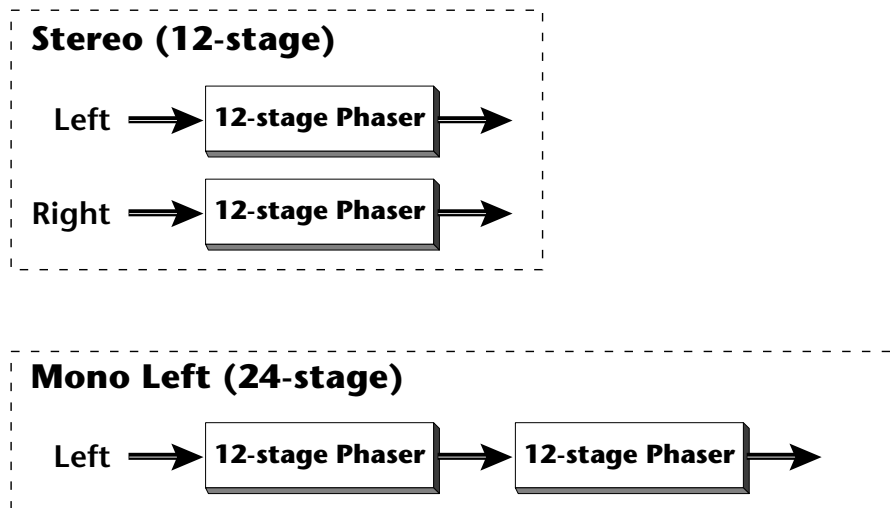 Stereo (12-stage)
Left 12-stage Phaser
Right 12-stage Phaser
Mono Left (24-stage)
Left 12-stage Phaser 12-stage Phaser